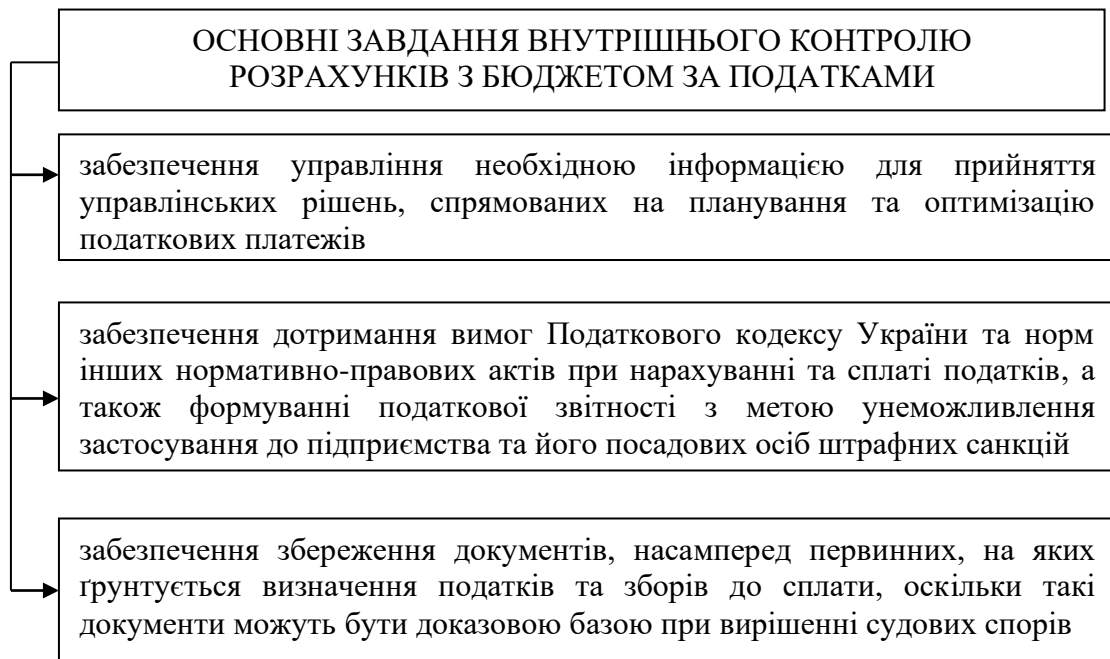 ОСНОВНІ ЗАВДАННЯ ВНУТРІШНЬОГО КОНТРОЛЮ
РОЗРАХУНКІВ З БЮДЖЕТОМ ЗА ПОДАТКАМИ
забезпечення управління необхідною інформацією для прийняття
управлінських рішень, спрямованих на планування та оптимізацію
податкових платежів
забезпечення дотримання вимог Податкового кодексу України та норм
інших нормативно-правових актів при нарахуванні та сплаті податків, а
також формуванні податкової звітності з метою унеможливлення
застосування до підприємства та його посадових осіб штрафних санкцій
забезпечення збереження документів, насамперед первинних, на яких
ґрунтується визначення податків та зборів до сплати, оскільки такі
документи можуть бути доказовою базою при вирішенні судових спорів